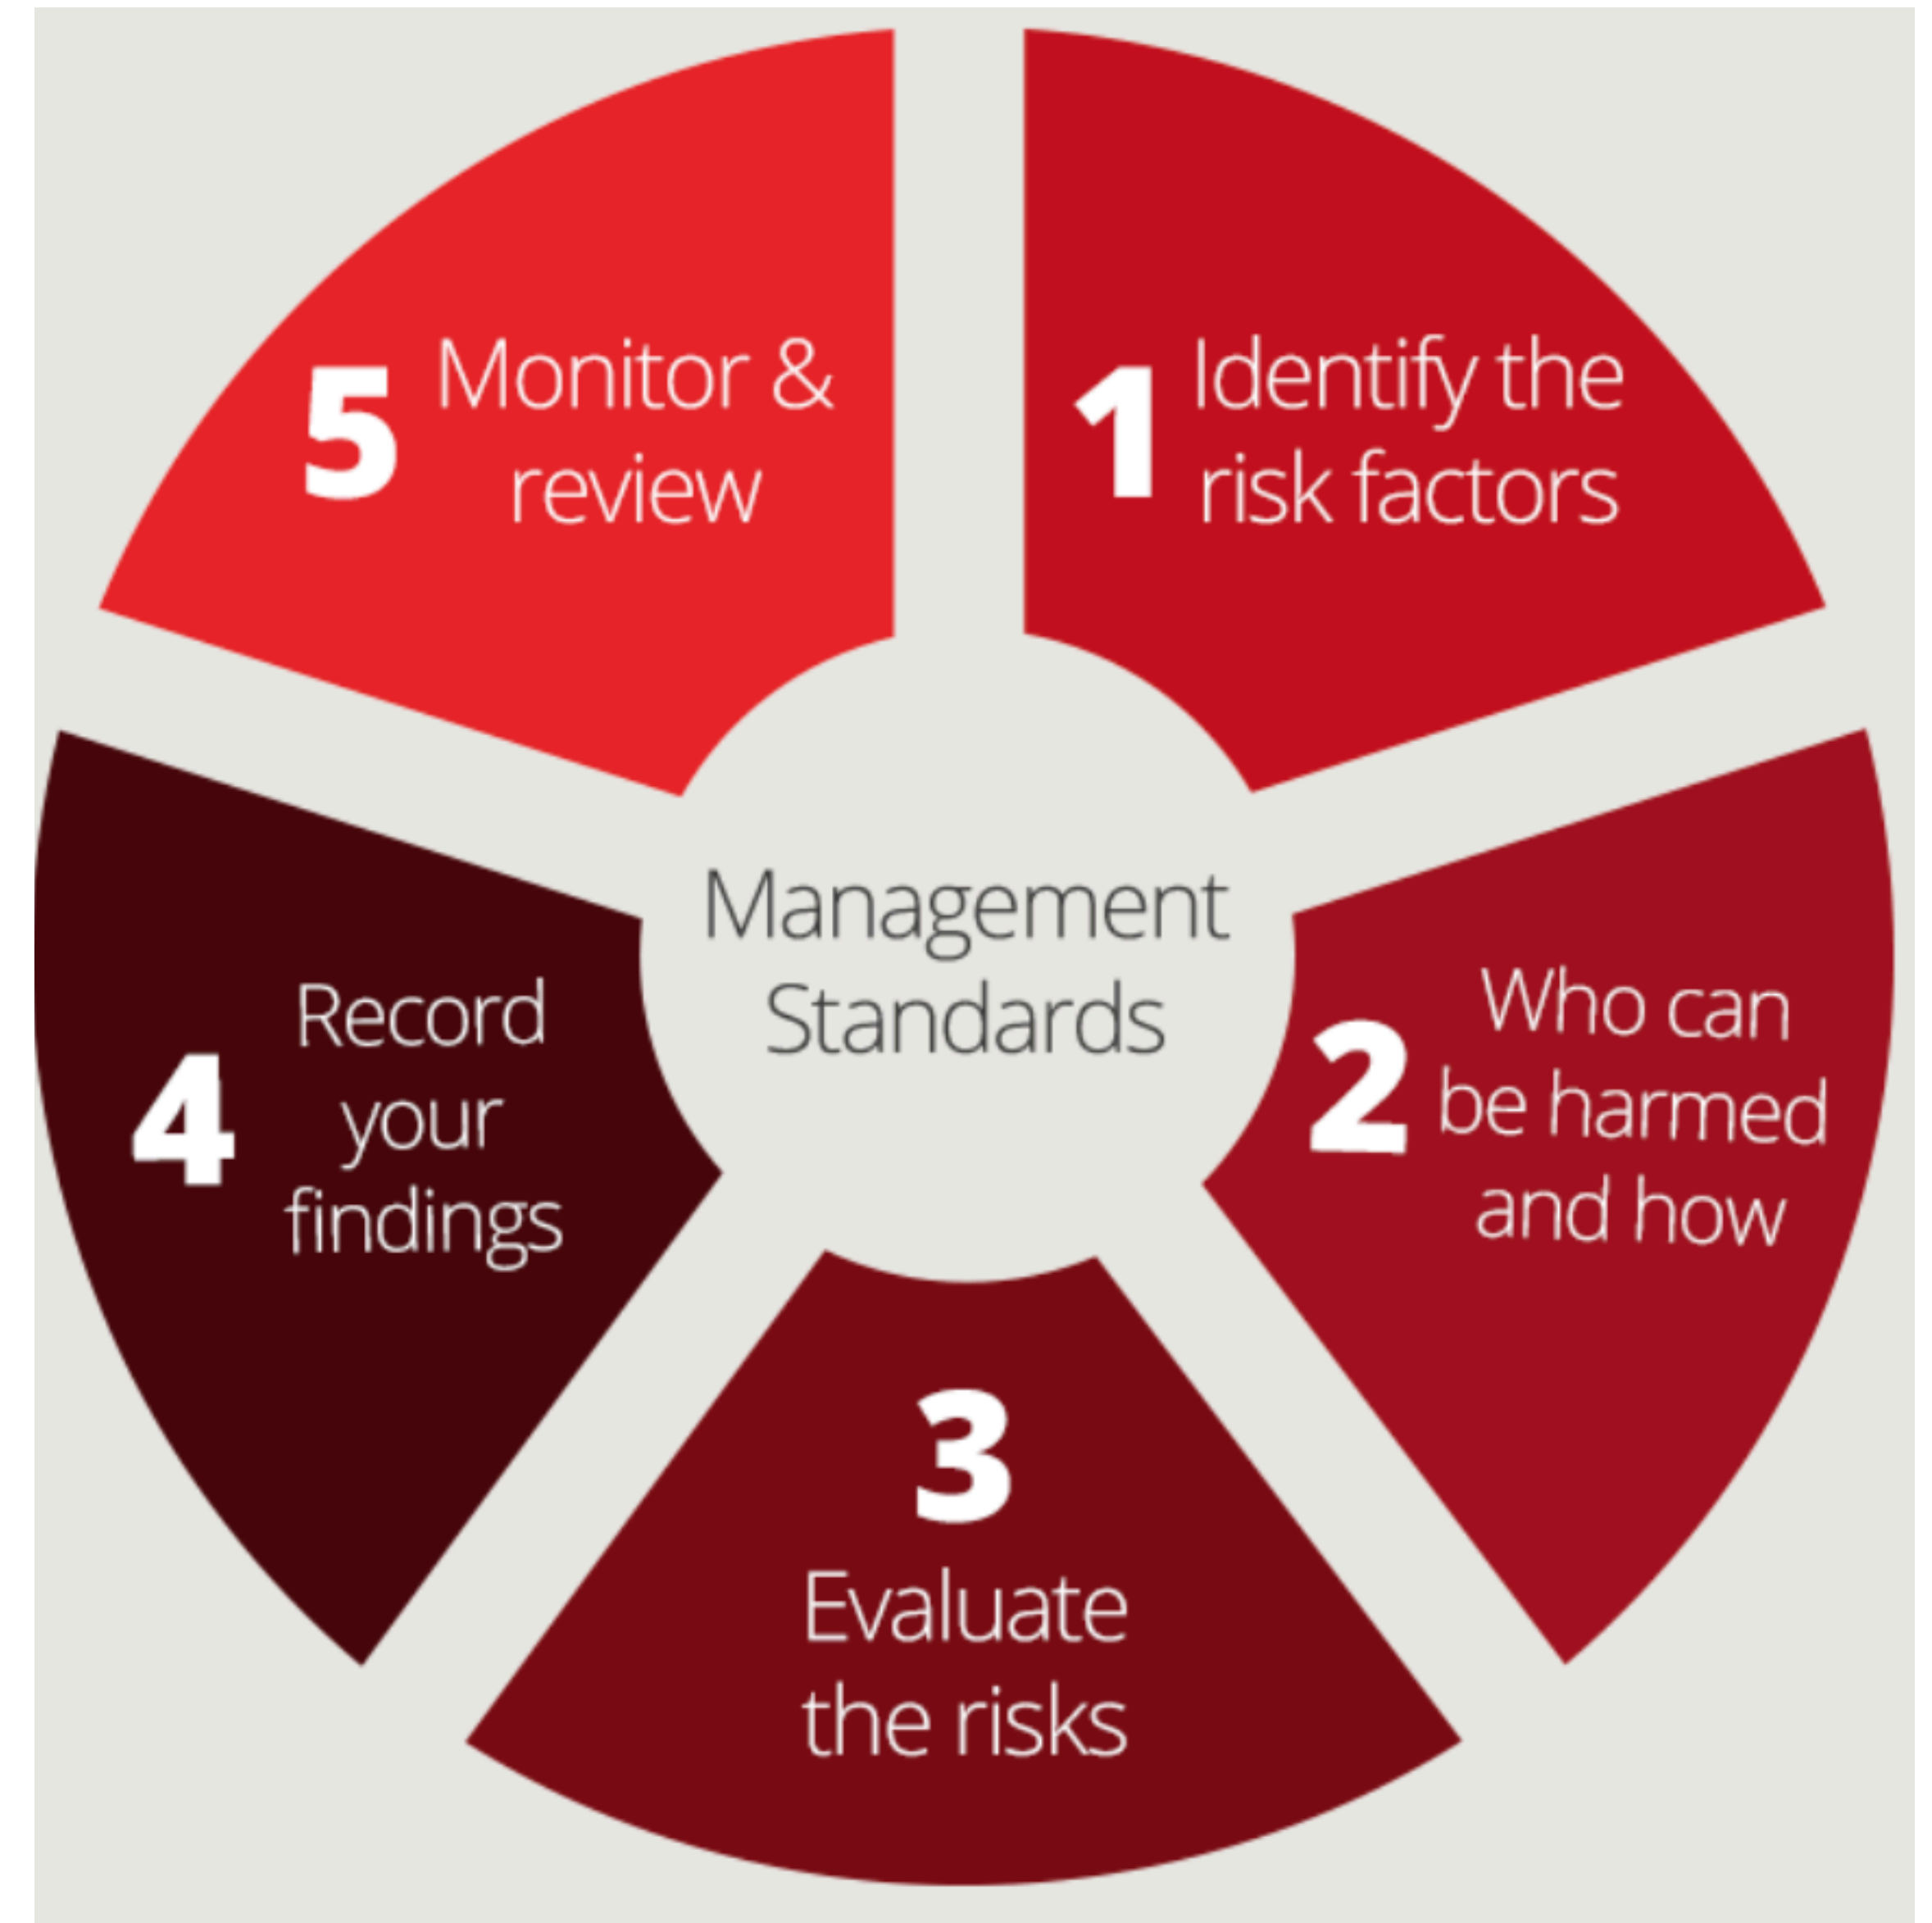 Management
Standards
1
Identify the
risk factors
2
Who can
be harmed
and how
3
Evaluate
the risks
4
Record
your
findings
5
Monitor &
review